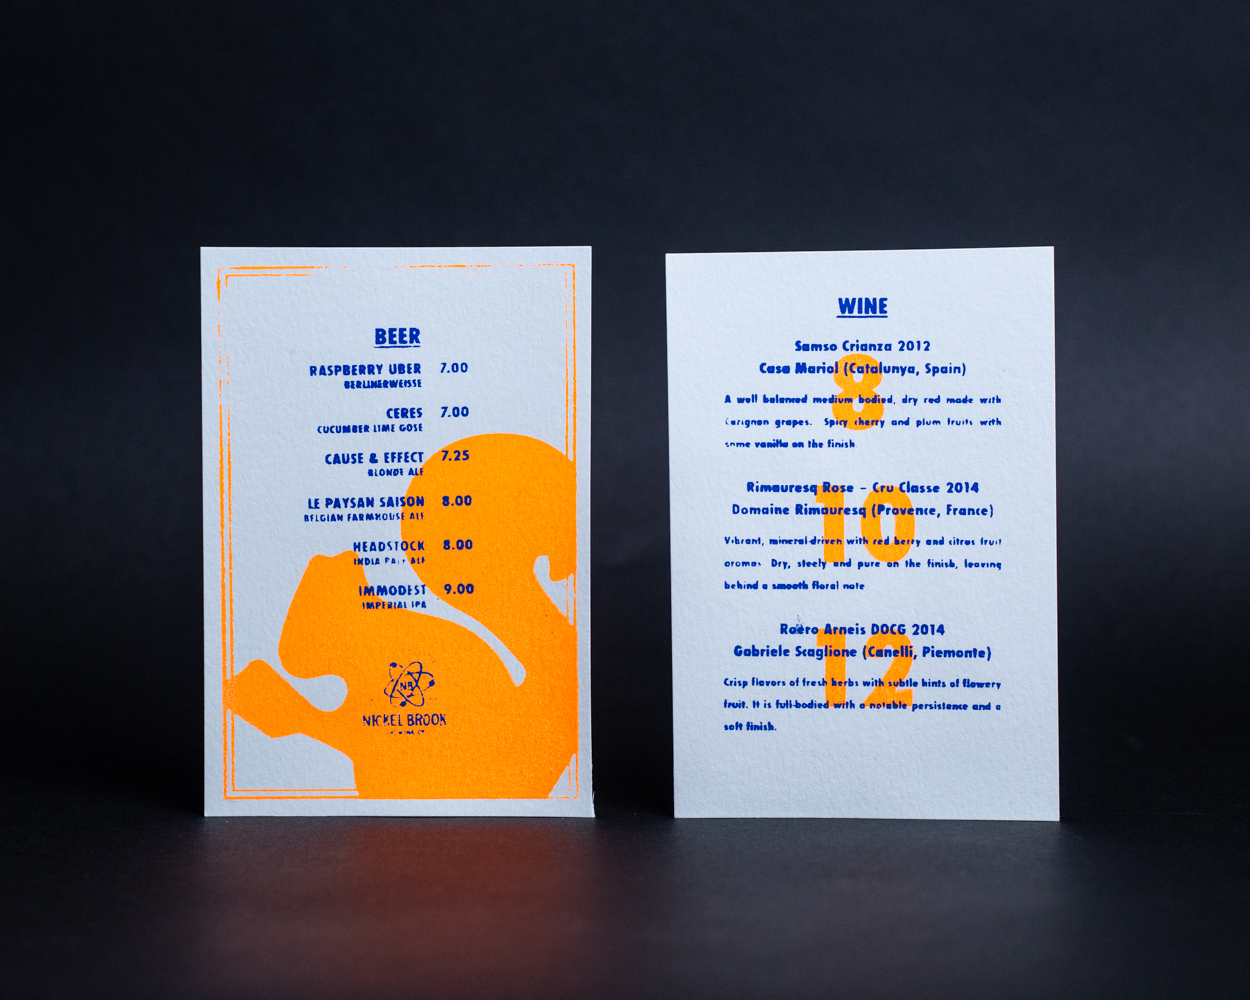 BEER
RASPBERRY UBER 7.00
BERLINERWEISSE
CERES 7.00
CUCUMBER LIME GOSE
CAUSE & EFFECT 7.25
BLONDE ALE
LE PAYSAN SAISON 8.00
BELGIAN FARMHOUSE ALE
HEADSTOCK 8.00
INDIA PALE ALE
IMMODEST 9.00
IMPERIAL IPA
NB
NICKEL BROOK
WINE
Samso Crianza 2012
Casa Mariol (Catalunya, Spain)
8
A well balanced medium bodied, dry red made with
Carignan grapes. Spicy cherry and plum fruits with
some vanilla on the finish.
Rimauresq Rose – Cru Classe 2014
Domaine Rimauresq (Provence, France)
10
Vibrant, mineral-driven with red berry and citrus fruit
aromas. Dry, steely and pure on the finish, leaving
behind a smooth floral note
Roero Arneis DOCG 2014
Gabriele Scaglione (Canelli, Piemonte)
12
Crisp flavors of fresh herbs with subtle hints of flowery
fruit. It is full-bodied with a notable persistance and a
soft finish.